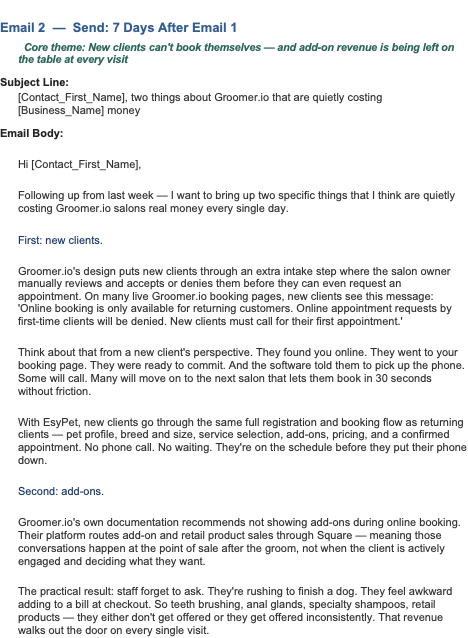 Email 2 — Send: 7 Days After Email 1
Core theme: New clients can't book themselves — and add-on revenue is being left on
the table at every visit
Subject Line:
[Contact_First_Name], two things about Groomer.io that are quietly costing
[Business_Name] money
Email Body:
Hi [Contact_First_Name],
Following up from last week — I want to bring up two specific things that I think are quietly
costing Groomer.io salons real money every single day.
First: new clients.
Groomer.io's design puts new clients through an extra intake step where the salon owner
manually reviews and accepts or denies them before they can even request an
appointment. On many live Groomer.io booking pages, new clients see this message:
'Online booking is only available for returning customers. Online appointment requests by
first-time clients will be denied. New clients must call for their first appointment.'
Think about that from a new client's perspective. They found you online. They went to your
booking page. They were ready to commit. And the software told them to pick up the phone.
Some will call. Many will move on to the next salon that lets them book in 30 seconds
without friction.
With EsyPet, new clients go through the same full registration and booking flow as returning
clients — pet profile, breed and size, service selection, add-ons, pricing, and a confirmed
appointment. No phone call. No waiting. They're on the schedule before they put their phone
down.
Second: add-ons.
Groomer.io's own documentation recommends not showing add-ons during online booking.
Their platform routes add-on and retail product sales through Square — meaning those
conversations happen at the point of sale after the groom, not when the client is actively
engaged and deciding what they want.
The practical result: staff forget to ask. They're rushing to finish a dog. They feel awkward
adding to a bill at checkout. So teeth brushing, anal glands, specialty shampoos, retail
products — they either don't get offered or they get offered inconsistently. That revenue
walks out the door on every single visit.